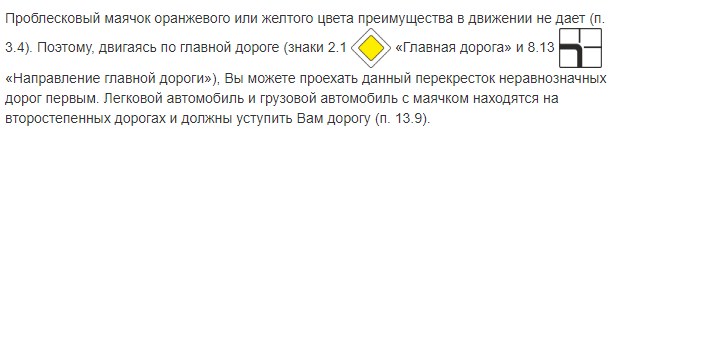 Проблесковый маячок оранжевого или желтого цвета преимущества в движении не дает (п.
3.4). Поэтому, двигаясь по главной дороге (знаки 2.1 «Главная дорога» и 8.13
«Направление главной дороги»), Вы можете проехать данный перекресток неравнозначных
дорог первым. Легковой автомобиль и грузовой автомобиль с маячком находятся на
второстепенных дорогах и должны уступить Вам дорогу (п. 13.9).